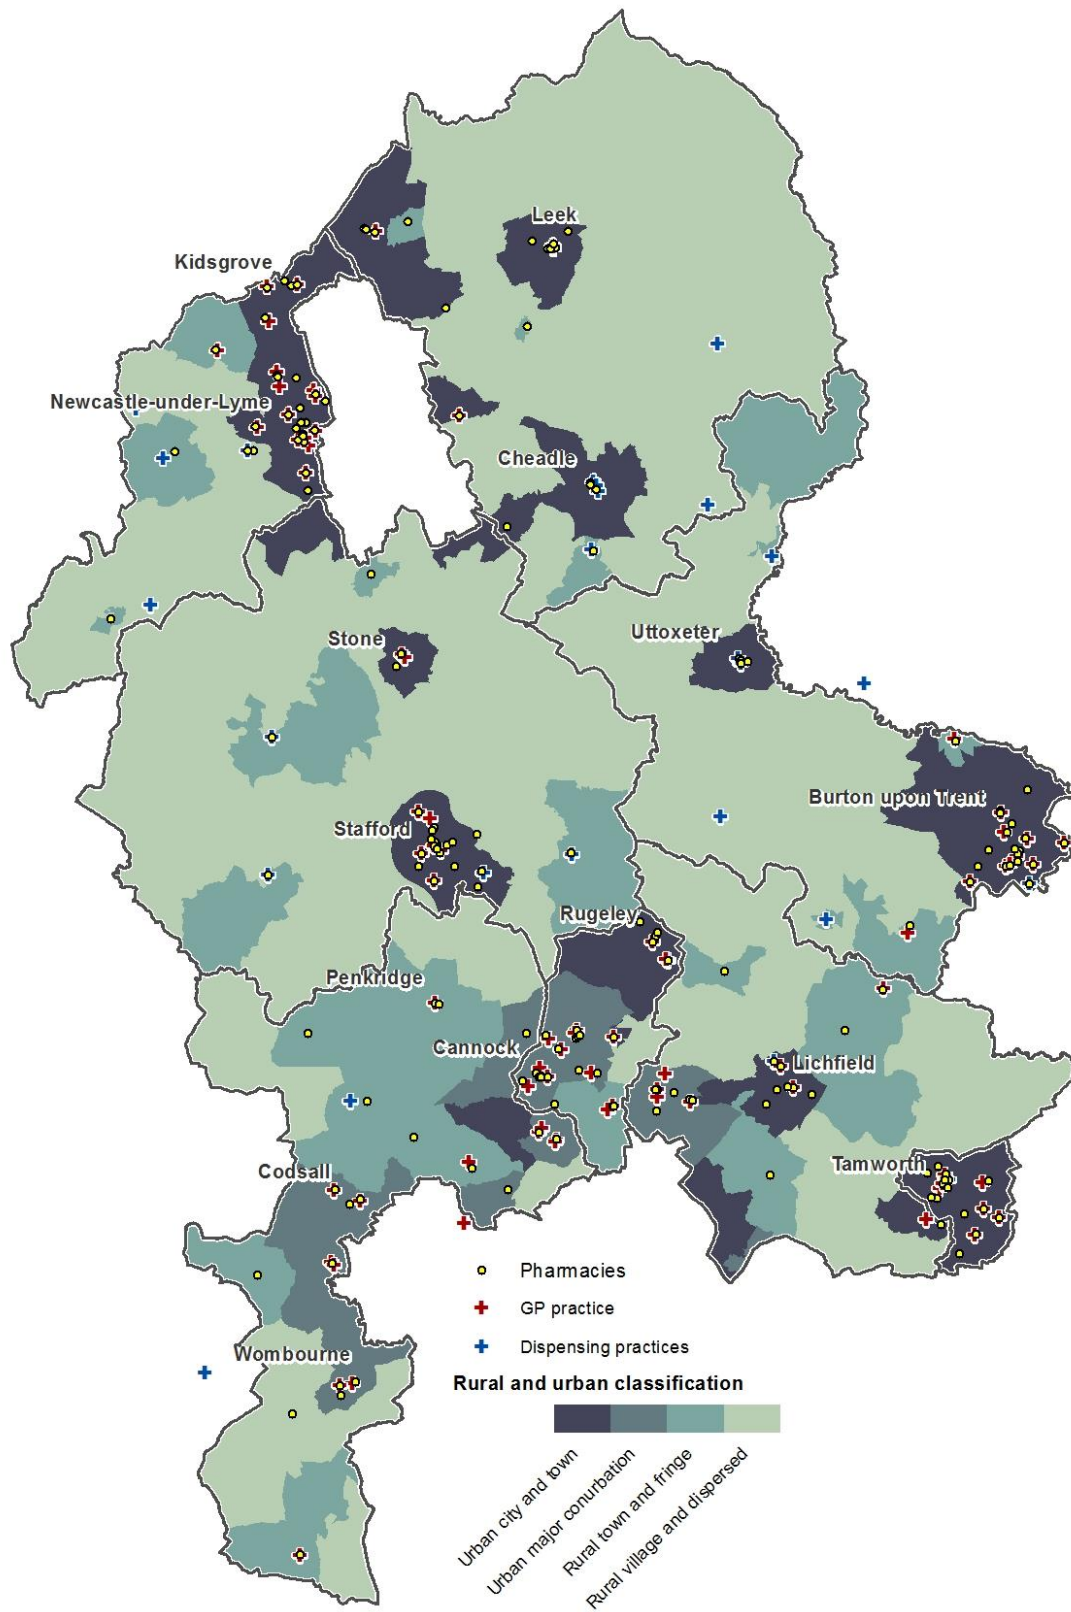 Leek
Kidsgrove
Newcastle-under-Lyme
Cheadle
Stone
Uttoxeter
Burton upon Trent
Stafford
Rugeley
Penkridge
Cannock
Lichfield
Tamworth
Codsall
Wombourne
Pharmacies
GP practice
Dispensing practices
Rural and urban classification
Urban city and town
Urban major conurbation
Rural town and fringe
Rural village and dispersed